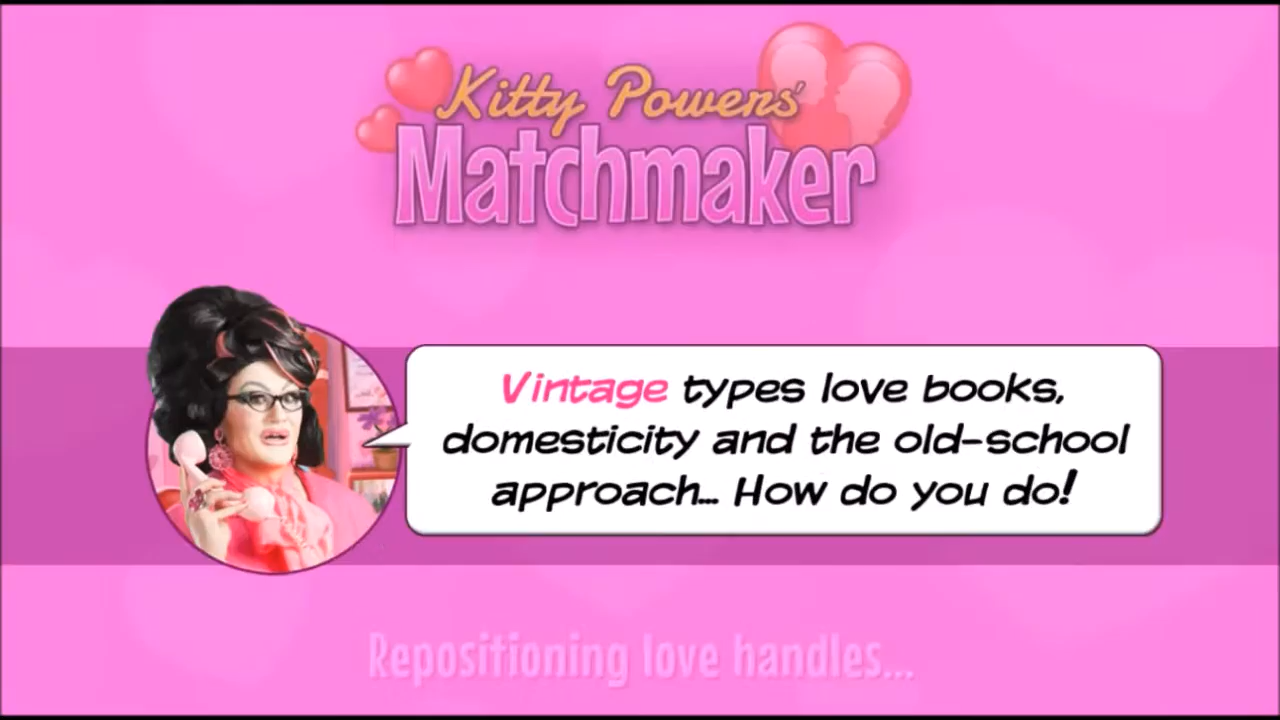 Kitty Powers'
Matchmaker
Vintage types love books,
domesticity and the old-school
approach... How do you do!
Repositioning love handles...